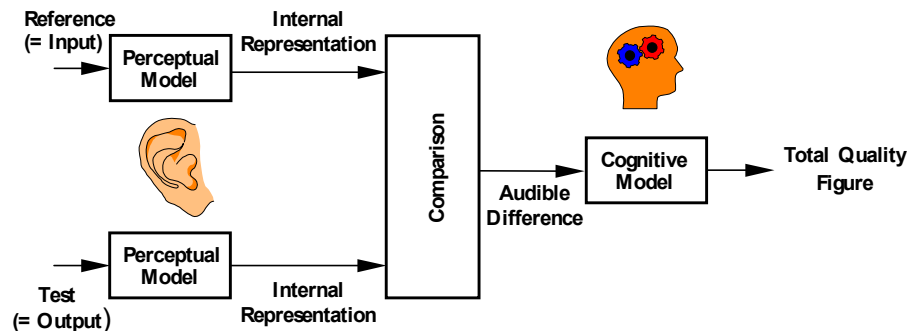 Reference
(= Input)
Perceptual
Model
Internal
Representation
Comparison
Audible
Difference
Cognitive
Model
Total Quality
Figure
Perceptual
Model
Test
(= Output)
Internal
Representation